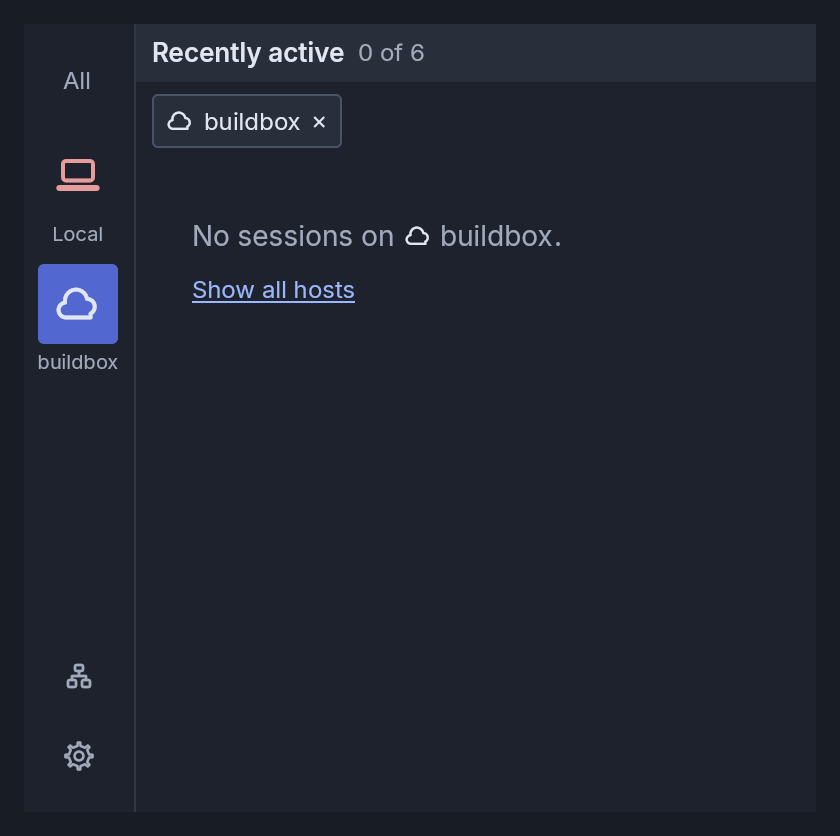 All
Local
buildbox
Recently active 0 of 6
buildbox ×
No sessions on buildbox.
Show all hosts